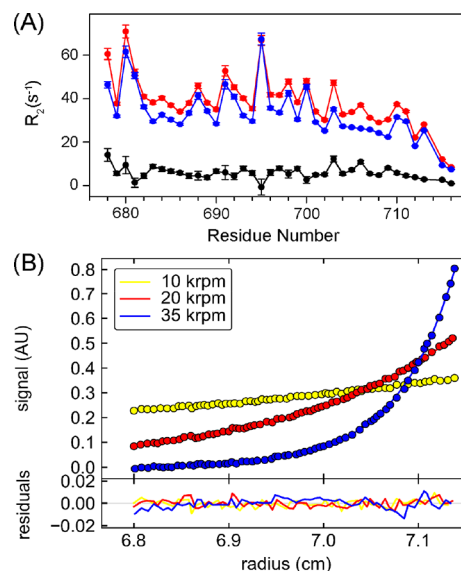 (A)
R₂(s⁻¹)
60
40
20
0
680
690
700
710
Residue Number
(B)
signal (AU)
0.8
0.7
0.6
0.5
0.4
0.3
0.2
0.1
0.0
10 krpm
20 krpm
35 krpm
residuals
0.02
0.00
−0.02
6.8
6.9
7.0
7.1
radius (cm)